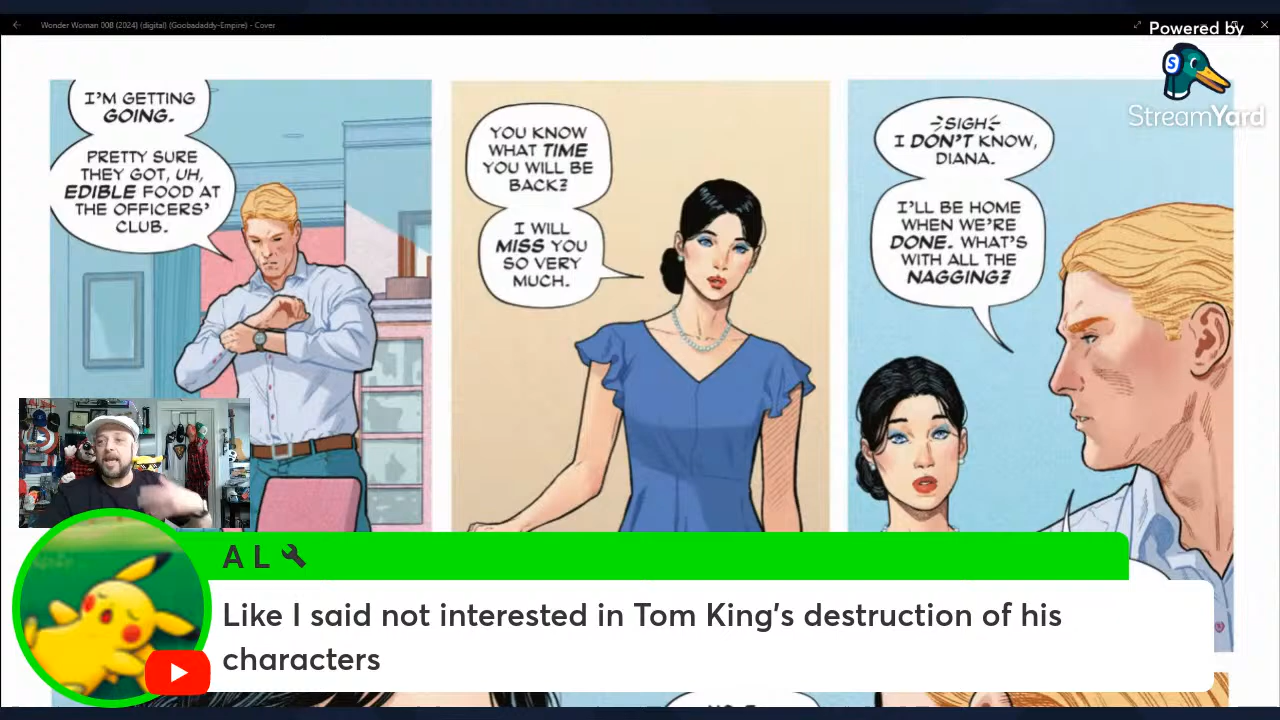 Wonder Woman 008 (2024) (digital) (Goobadaddy-Empire) - Cover
Powered by
StreamYard
I'M GETTING
GOING.
PRETTY SURE
THEY GOT, UH,
EDIBLE FOOD AT
THE OFFICERS'
CLUB.
YOU KNOW
WHAT TIME
YOU WILL BE
BACK?
I WILL
MISS YOU
SO VERY
MUCH.
SIGH
I DON'T KNOW,
DIANA.
I'LL BE HOME
WHEN WE'RE
DONE. WHAT'S
WITH ALL THE
NAGGING?
A L
Like I said not interested in Tom King's destruction of his
characters